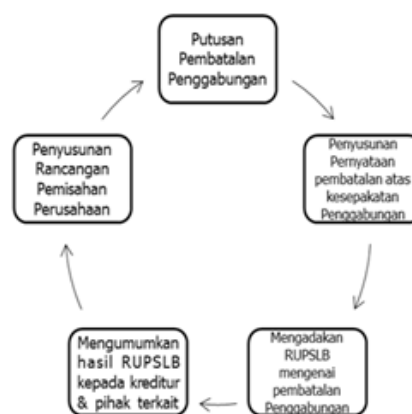 Putusan
Pembatalan
Penggabungan
Penyusunan
Pernyataan
pembatalan atas
kesepakatan
Penggabungan
Mengadakan
RUPSLB
mengenai
pembatalan
Penggabungan
Mengumumkan
hasil RUPSLB
kepada kreditur
& pihak terkait
Penyusunan
Rancangan
Pemisahan
Perusahaan